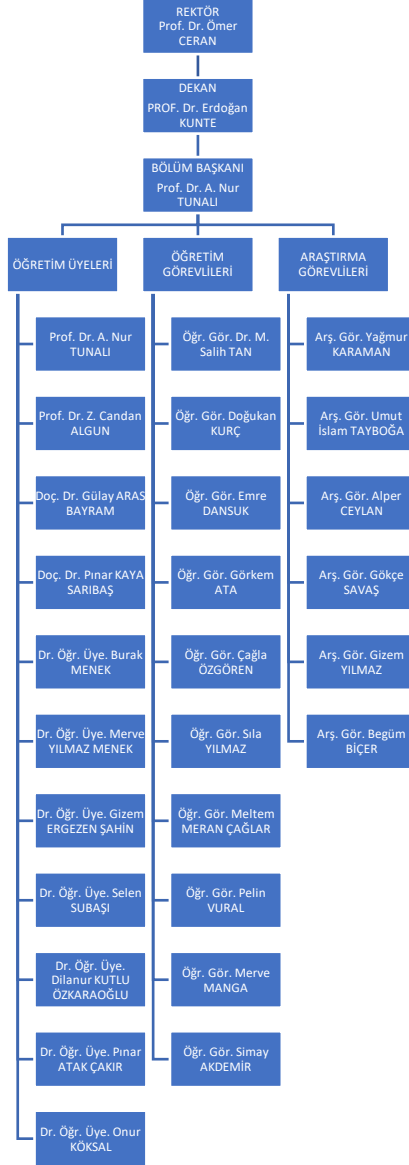 REKTÖR
Prof. Dr. Ömer
CERAN
DEKAN
PROF. Dr. Erdoğan
KUNTE
BÖLÜM BAŞKANI
Prof. Dr. A. Nur
TUNALI
ÖĞRETİM ÜYELERİ
Prof. Dr. A. Nur
TUNALI
Prof. Dr. Z. Candan
ALGUN
Doç. Dr. Gülay ARAS
BAYRAM
Doç. Dr. Pınar KAYA
SARIBAŞ
Dr. Öğr. Üye. Burak
MENEK
Dr. Öğr. Üye. Merve
YILMAZ MENEK
Dr. Öğr. Üye. Gizem
ERGEZEN ŞAHİN
Dr. Öğr. Üye. Selen
SUBAŞI
Dr. Öğr. Üye.
Dilanur KUTLU
ÖZKARAOĞLU
Dr. Öğr. Üye. Pınar
ATAK ÇAKIR
Dr. Öğr. Üye. Onur
KÖKSAL
ÖĞRETİM
GÖREVLİLERİ
Öğr. Gör. Dr. M.
Salih TAN
Öğr. Gör. Doğukan
KURÇ
Öğr. Gör. Emre
DANSUK
Öğr. Gör. Görkem
ATA
Öğr. Gör. Çağla
ÖZGÖREN
Öğr. Gör. Sıla
YILMAZ
Öğr. Gör. Meltem
MERAN ÇAĞLAR
Öğr. Gör. Pelin
VURAL
Öğr. Gör. Merve
MANGA
Öğr. Gör. Simay
AKDEMİR
ARAŞTIRMA
GÖREVLİLERİ
Arş. Gör. Yağmur
KARAMAN
Arş. Gör. Umut
İslam TAYBOĞA
Arş. Gör. Alper
CEYLAN
Arş. Gör. Gökçe
SAVAŞ
Arş. Gör. Gizem
YILMAZ
Arş. Gör. Begüm
BİÇER